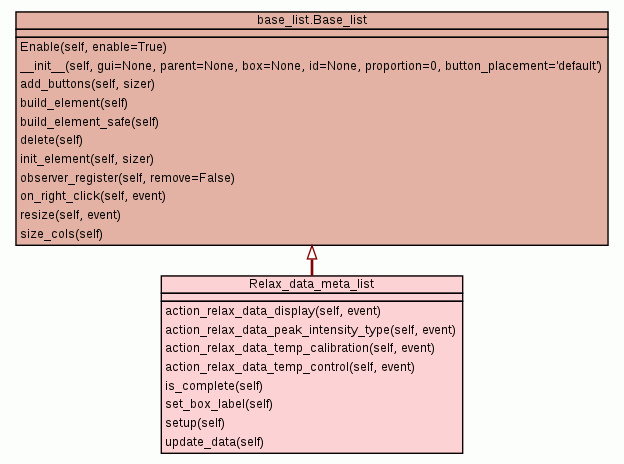 base_list.Base_list
Enable(self, enable=True)
__init__(self, gui=None, parent=None, box=None, id=None, proportion=0, button_placement='default')
add_buttons(self, sizer)
build_element(self)
build_element_safe(self)
delete(self)
init_element(self, sizer)
observer_register(self, remove=False)
on_right_click(self, event)
resize(self, event)
size_cols(self)
Relax_data_meta_list
action_relax_data_display(self, event)
action_relax_data_peak_intensity_type(self, event)
action_relax_data_temp_calibration(self, event)
action_relax_data_temp_control(self, event)
is_complete(self)
set_box_label(self)
setup(self)
update_data(self)